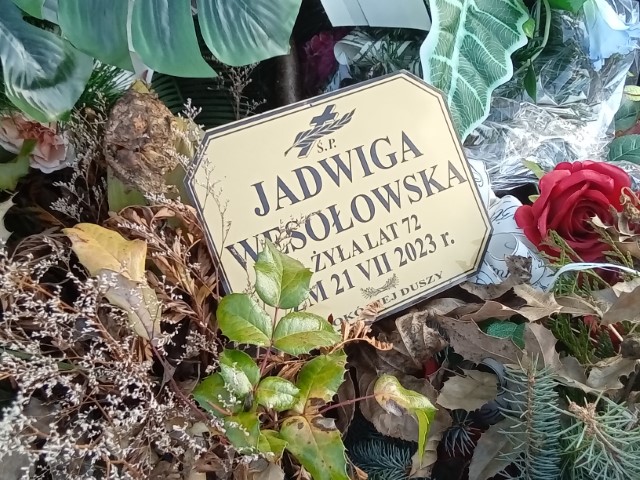 Ś.P.
JADWIGA
WESOŁOWSKA
ŻYŁA LAT 72
M 21 VII 2023 r.
DUSZY